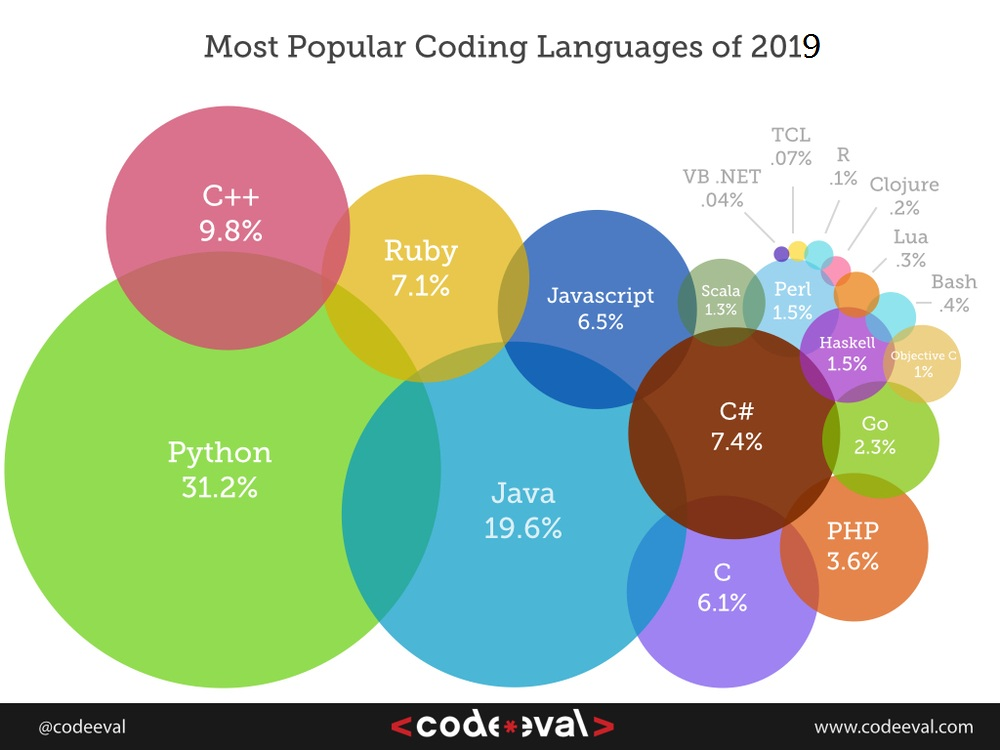 Most Popular Coding Languages of 2019
C++
9.8%
Ruby
7.1%
Javascript
6.5%
Scala
1.3%
Perl
1.5%
VB .NET
.04%
TCL
.07%
R
.1%
Clojure
.2%
Lua
.3%
Bash
.4%
Haskell
1.5%
Objective C
1%
Python
31.2%
Java
19.6%
C#
7.4%
Go
2.3%
C
6.1%
PHP
3.6%
@codeeval
<code*eval>
www.codeeval.com